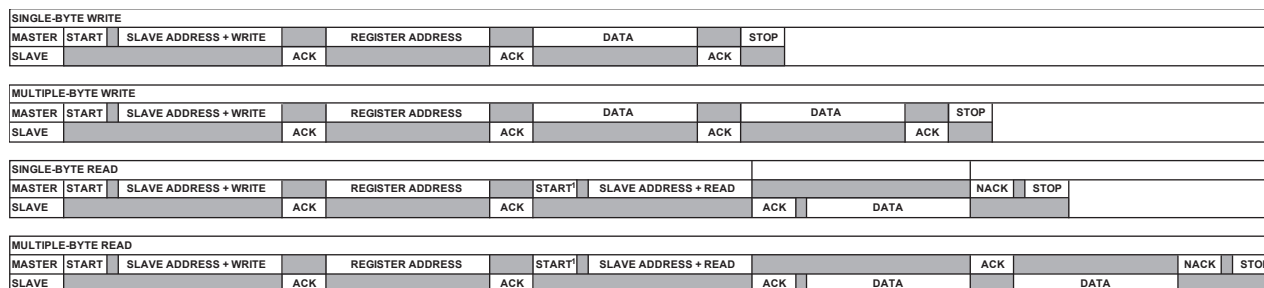 SINGLE-BYTE WRITE
MASTER START SLAVE ADDRESS + WRITE REGISTER ADDRESS DATA STOP
SLAVE ACK ACK ACK
MULTIPLE-BYTE WRITE
MASTER START SLAVE ADDRESS + WRITE REGISTER ADDRESS DATA DATA STOP
SLAVE ACK ACK ACK ACK
SINGLE-BYTE READ
MASTER START SLAVE ADDRESS + WRITE REGISTER ADDRESS START¹ SLAVE ADDRESS + READ NACK STOP
SLAVE ACK ACK ACK DATA
MULTIPLE-BYTE READ
MASTER START SLAVE ADDRESS + WRITE REGISTER ADDRESS START¹ SLAVE ADDRESS + READ ACK NACK
SLAVE ACK ACK ACK DATA DATA